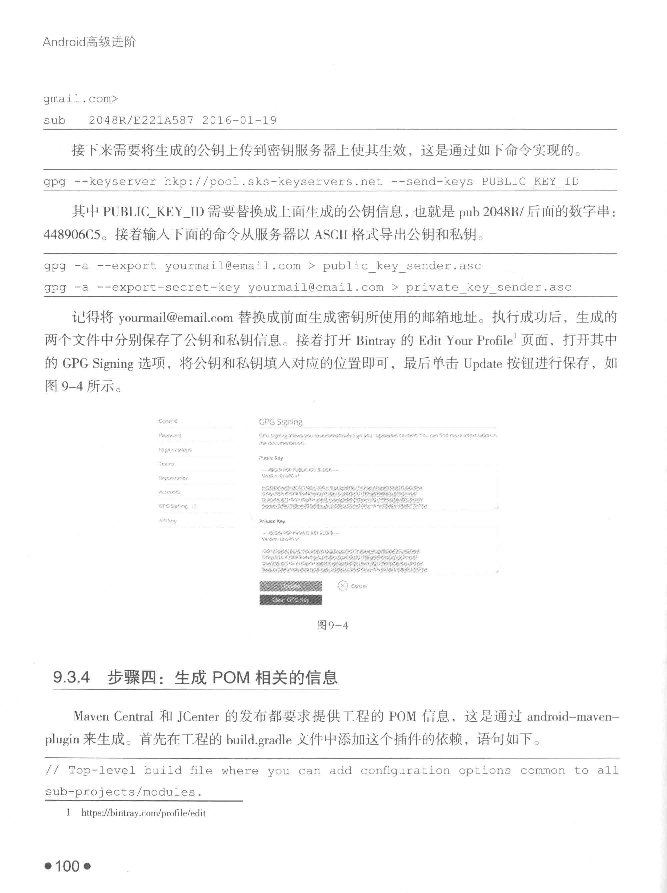 Android高级进阶
gmail.com>
sub 2048R/E221A587 2016-01-19
接下来需要将生成的公钥上传到密钥服务器上使其生效，这是通过如下命令实现的。
gpg --keyserver hkp://pool.sks-keyservers.net --send-keys PUBLIC_KEY_ID
其中 PUBLIC_KEY_ID 需要替换成上面生成的公钥信息，也就是 pub 2048R/ 后面的数字串：
448906C5。接着输入下面的命令从服务器以 ASCII 格式导出公钥和私钥。
gpg -a --export yourmail@email.com > public_key_sender.asc
gpg -a --export-secret-key yourmail@email.com > private_key_sender.asc
记得将 yourmail@email.com 替换成前面生成密钥所使用的邮箱地址。执行成功后，生成的
两个文件中分别保存了公钥和私钥信息。接着打开 Bintray 的 Edit Your Profile1 页面，打开其中
的 GPG Signing 选项，将公钥和私钥填入对应的位置即可，最后单击 Update 按钮进行保存，如
图 9-4 所示。
General
Password
Teams
Repositories
Accounts
GPG Signing
API Key
GPG Signing
Public Key
Private Key
Update
Cancel
Clear GPG Key
图9-4
9.3.4 步骤四：生成 POM 相关的信息
Maven Central 和 JCenter 的发布都要求提供工程的 POM 信息，这是通过 android-maven-
plugin 来生成。首先在工程的 build.gradle 文件中添加这个插件的依赖，语句如下。
// Top-level build file where you can add configuration options common to all
sub-projects/modules.
1 https://bintray.com/profile/edit
●100●